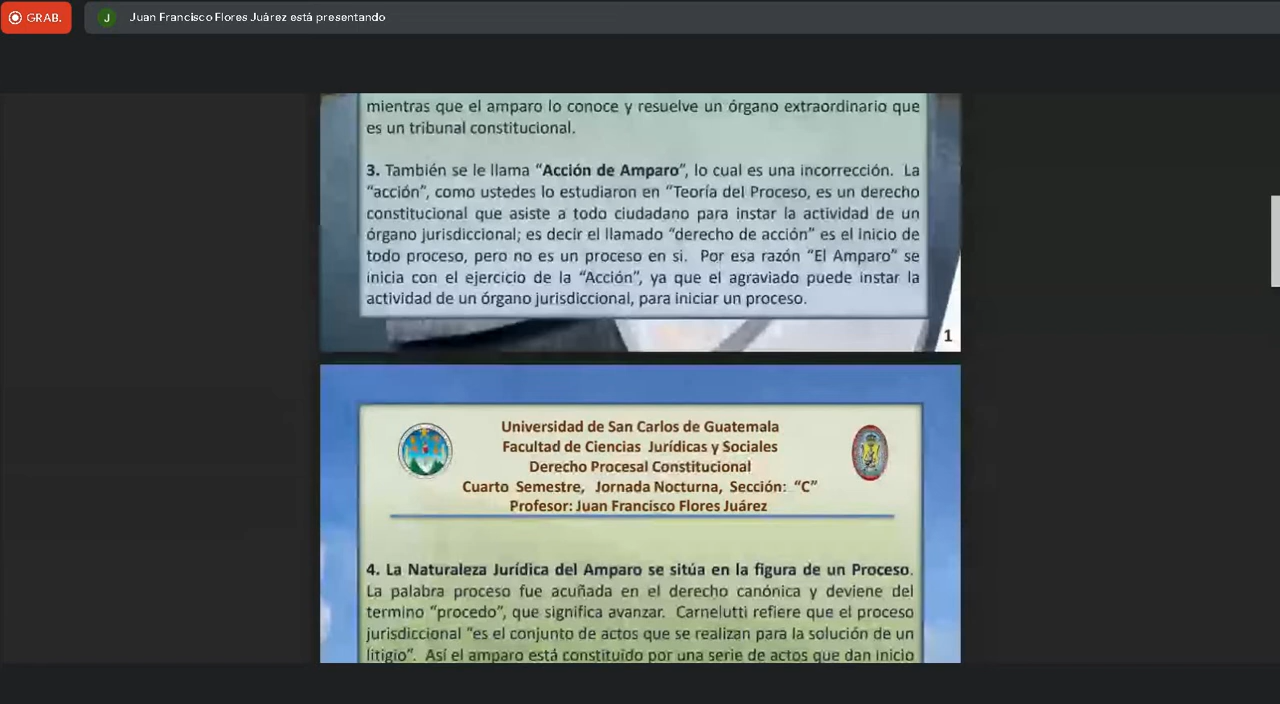 GRAB.
J
Juan Francisco Flores Juárez está presentando
mientras que el amparo lo conoce y resuelve un órgano extraordinario que
es un tribunal constitucional.
3. También se le llama “Acción de Amparo”, lo cual es una incorrección. La
“acción”, como ustedes lo estudiaron en “Teoría del Proceso, es un derecho
constitucional que asiste a todo ciudadano para instar la actividad de un
órgano jurisdiccional; es decir el llamado “derecho de acción” es el inicio de
todo proceso, pero no es un proceso en si. Por esa razón “El Amparo” se
inicia con el ejercicio de la “Acción”, ya que el agraviado puede instar la
actividad de un órgano jurisdiccional, para iniciar un proceso.
1
Universidad de San Carlos de Guatemala
Facultad de Ciencias Jurídicas y Sociales
Derecho Procesal Constitucional
Cuarto Semestre, Jornada Nocturna, Sección: “C”
Profesor: Juan Francisco Flores Juárez
4. La Naturaleza Jurídica del Amparo se sitúa en la figura de un Proceso.
La palabra proceso fue acuñada en el derecho canónica y deviene del
termino “procedo”, que significa avanzar. Carnelutti refiere que el proceso
jurisdiccional “es el conjunto de actos que se realizan para la solución de un
litigio”. Así el amparo está constituido por una serie de actos que dan inicio